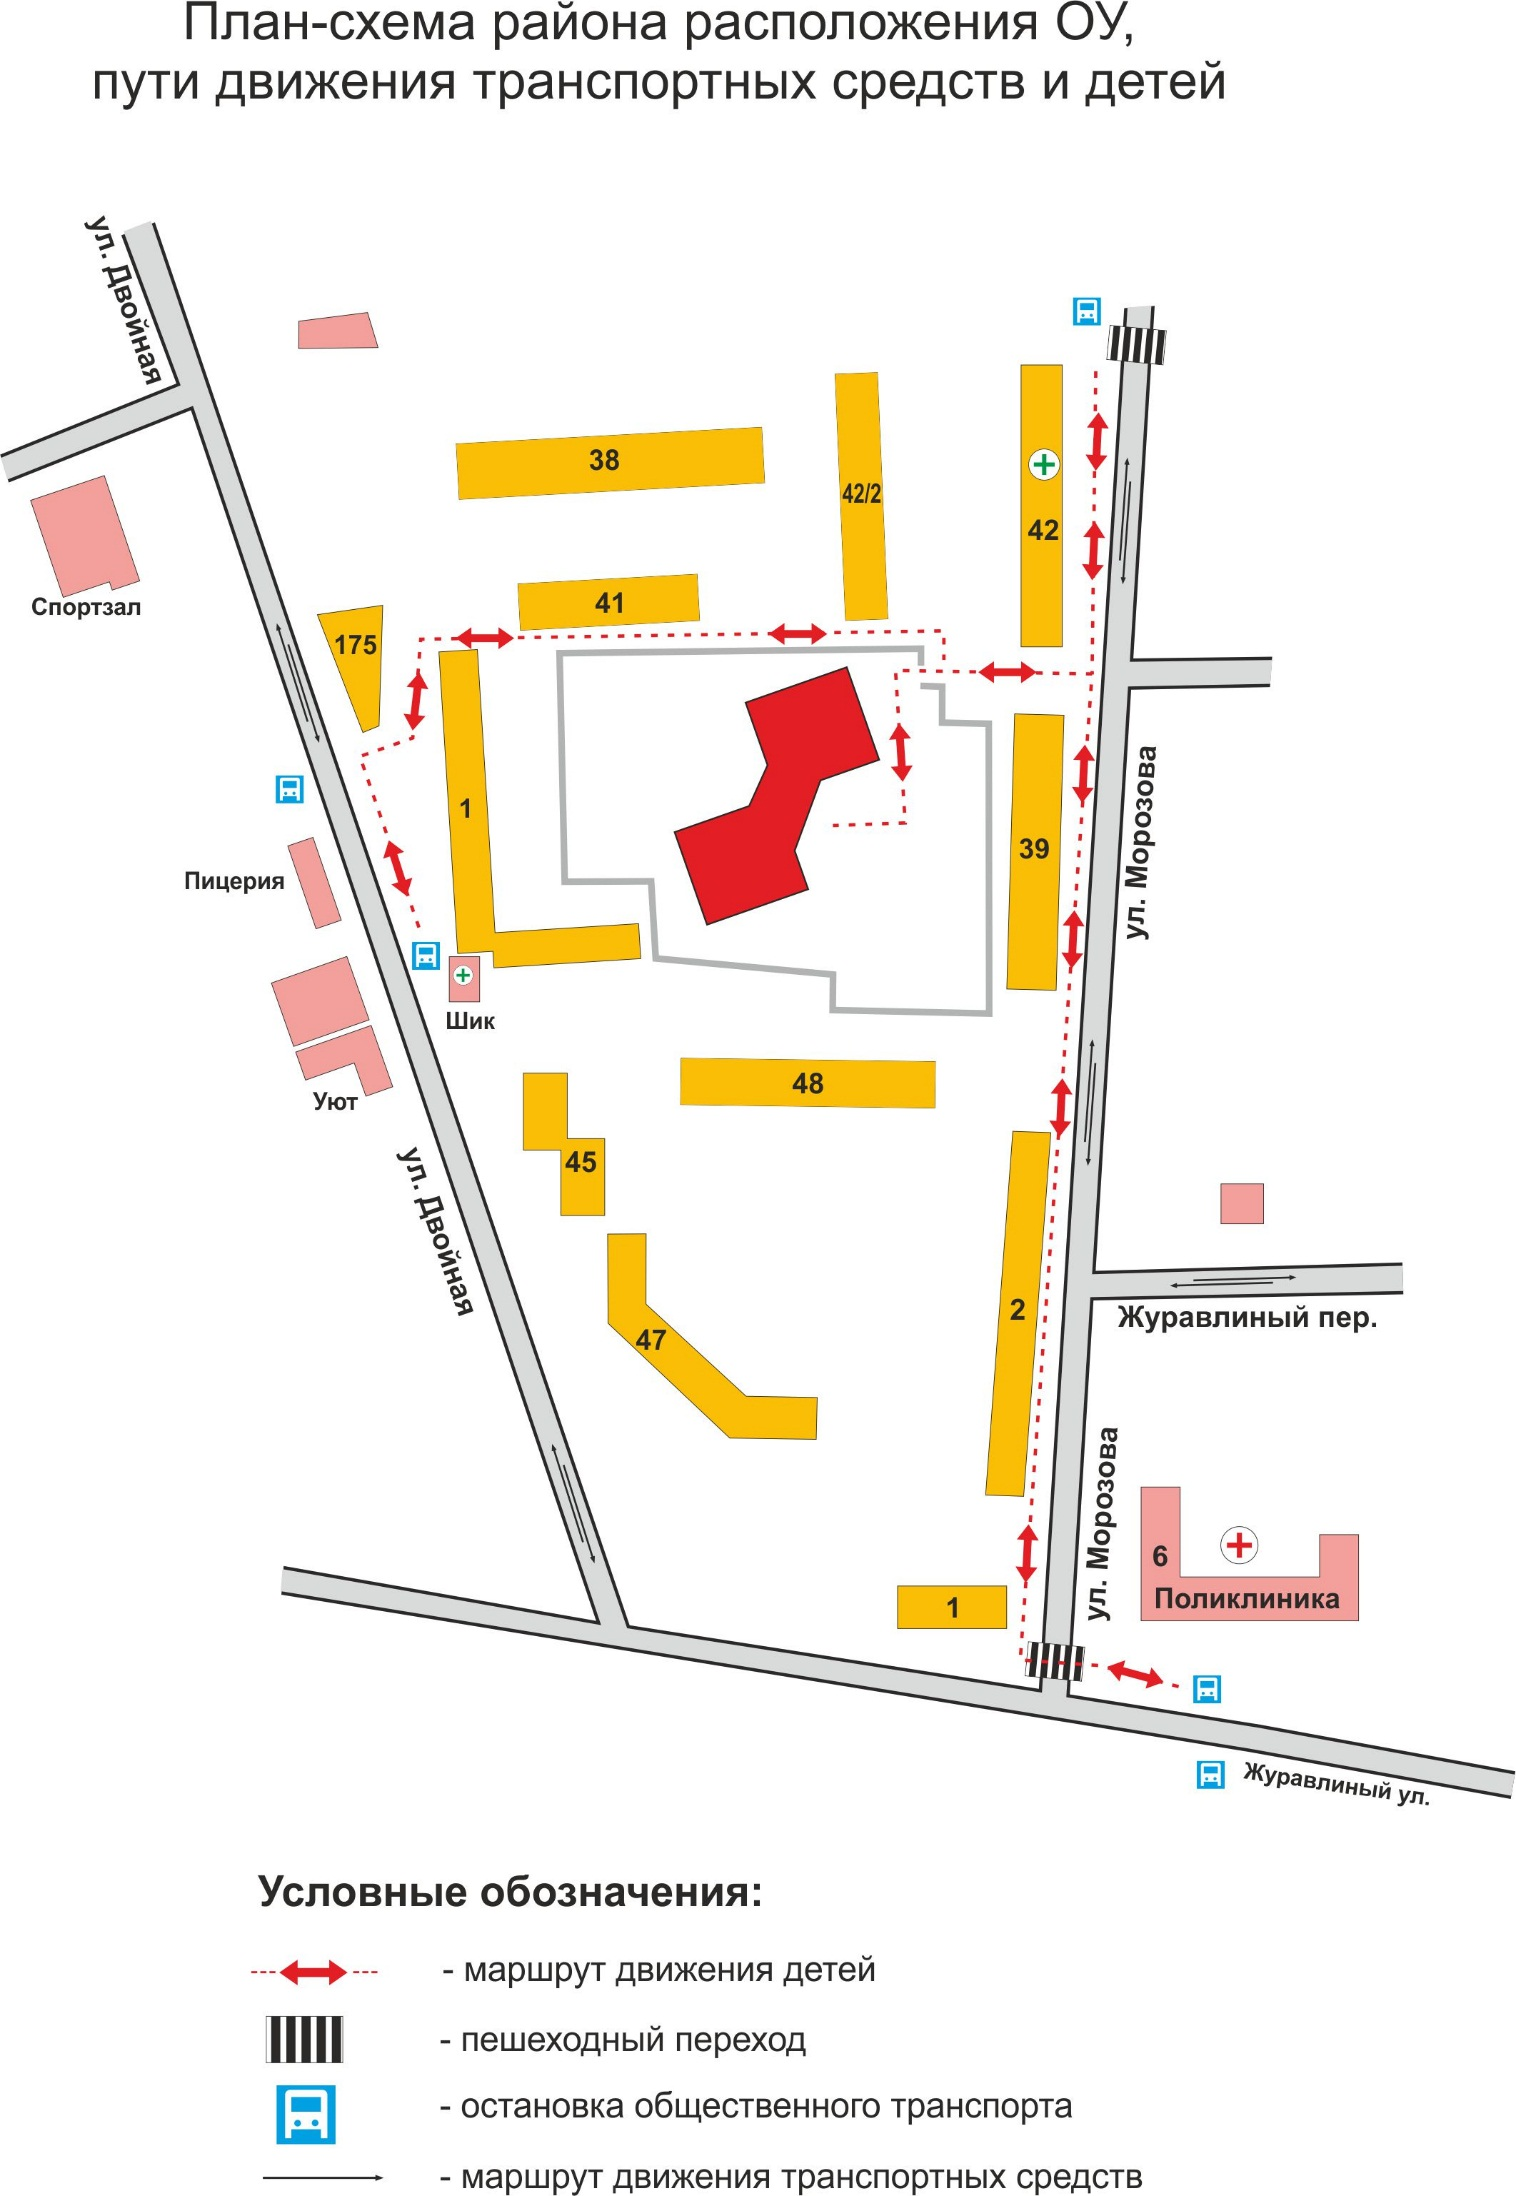 План-схема района расположения ОУ,
пути движения транспортных средств и детей
ул. Двойная
38
42/2
42
41
Спортзал
175
1
39
ул. Морозова
Пицерия
Шик
48
Уют
45
ул. Двойная
2
Журавлиный пер.
47
ул. Морозова
6
Поликлиника
1
Журавлиный ул.
Условные обозначения:
- маршрут движения детей
- пешеходный переход
- остановка общественного транспорта
- маршрут движения транспортных средств